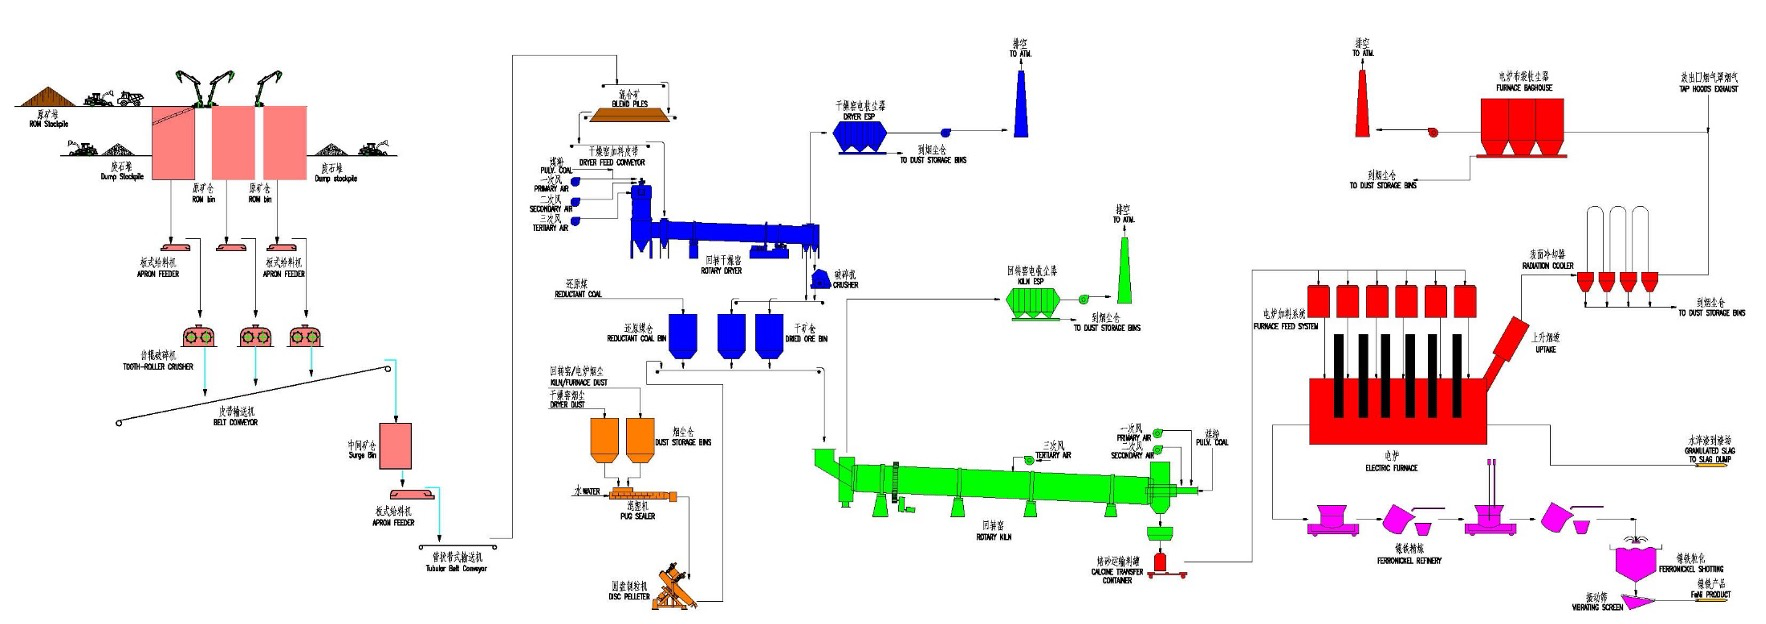 原矿堆
ROM Stockpile
废石堆
Dump Stockpile
原矿仓
ROM bin
原矿仓
ROM bin
废石堆
Dump stockpile
板式给料机
APRON FEEDER
板式给料机
APRON FEEDER
齿辊破碎机
TOOTH-ROLLER CRUSHER
皮带输送机
BELT CONVEYOR
中间矿仓
Surge Bin
板式给料机
APRON FEEDER
管状带式输送机
Tubular Belt Conveyor
混合矿
BLEND PILES
干燥窑加料皮带
DRYER FEED CONVEYOR
煤粉
PULV. COAL
一次风
PRIMARY AIR
二次风
SECONDARY AIR
三次风
TERTIARY AIR
回转干燥窑
ROTARY DRYER
破碎机
CRUSHER
干燥窑电收尘器
DRYER ESP
到烟尘仓
TO DUST STORAGE BINS
排空
TO ATM.
还原煤
REDUCTANT COAL
还原煤仓
REDUCTANT COAL BIN
干矿仓
DRIED ORE BIN
回转窑/电炉烟尘
KILN/FURNACE DUST
干燥窑烟尘
DRYER DUST
烟尘仓
DUST STORAGE BINS
水WATER
PUG SEALER
DISC PELLETER
回转窑电收尘器
KILN ESP
到烟尘仓
TO DUST STORAGE BINS
排空
TO ATM.
三次风
TERTIARY AIR
一次风
PRIMARY AIR
二次风
SECONDARY AIR
煤粉
PULV. COAL
回转窑
ROTARY KILN
焙砂运输料罐
CALCINE TRANSFER
CONTAINER
排空
TO ATM.
电炉布袋收尘器
FURNACE BAGHOUSE
到烟尘仓
TO DUST STORAGE BINS
放出口烟气罩烟气
TAP HOODS EXHAUST
表面冷却器
RADIATION COOLER
到烟尘仓
TO DUST STORAGE BINS
电炉加料系统
FURNACE FEED SYSTEM
上升烟道
UPTAKE
电炉
ELECTRIC FURNACE
水淬渣到渣场
GRANULATED SLAG
TO SLAG DUMP
镍铁精炼
FERRONICKEL REFINERY
镍铁粒化
FERRONICKEL SHOTTING
振动筛
VIBRATING SCREEN
镍铁产品
FeNi PRODUCT